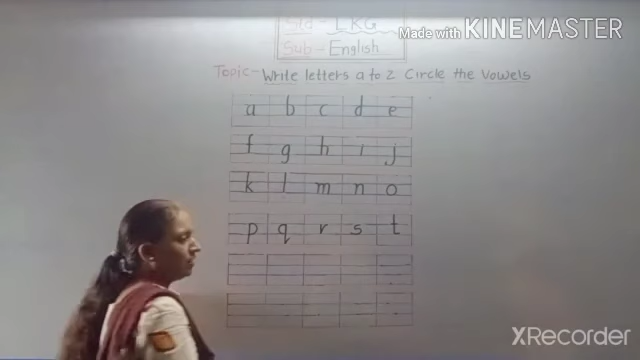 Std - LKG
Sub - English
Made with KINEMASTER
Topic - Write letters a to z Circle the Vowels
a b c d e
f g h i j
k l m n o
p q r s t
XRecorder